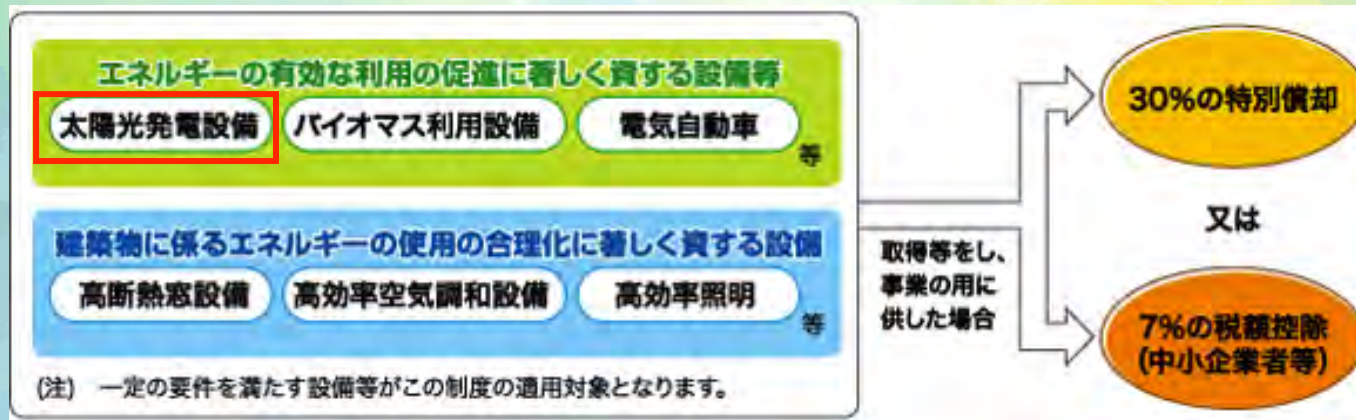 エネルギーの有効な利用の促進に著しく資する設備等
太陽光発電設備
バイオマス利用設備
電気自動車
等
建築物に係るエネルギーの使用の合理化に著しく資する設備
高断熱窓設備
高効率空気調和設備
高効率照明
等
(注) 一定の要件を満たす設備等がこの制度の適用対象となります。
取得等をし、
事業の用に
供した場合
30%の特別償却
又は
7%の税額控除
(中小企業者等)